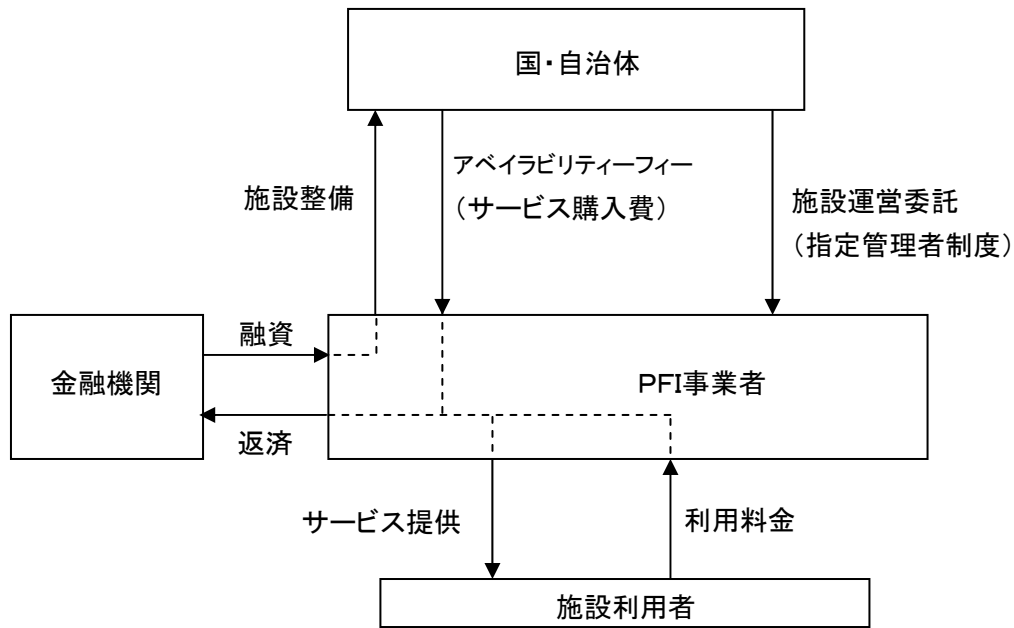 国・自治体
施設整備
アベイラビリティーフィー
（サービス購入費）
施設運営委託
（指定管理者制度）
金融機関
融資
返済
PFI事業者
サービス提供
利用料金
施設利用者